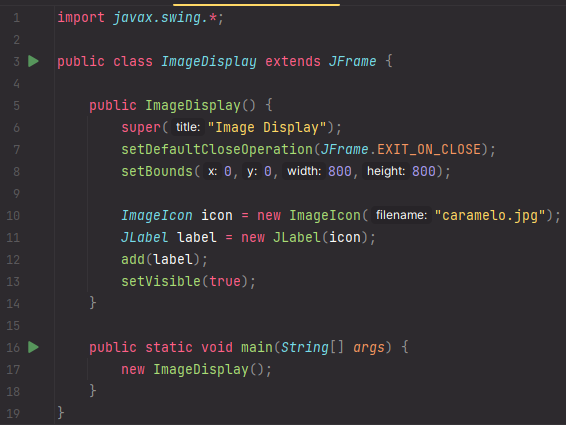 1 import javax.swing.*;
2
3 public class ImageDisplay extends JFrame {
4
5 public ImageDisplay() {
6 super( title: "Image Display");
7 setDefaultCloseOperation(JFrame.EXIT_ON_CLOSE);
8 setBounds( x: 0, y: 0, width: 800, height: 800);
9
10 ImageIcon icon = new ImageIcon( filename: "caramelo.jpg");
11 JLabel label = new JLabel(icon);
12 add(label);
13 setVisible(true);
14 }
15
16 public static void main(String[] args) {
17 new ImageDisplay();
18 }
19 }